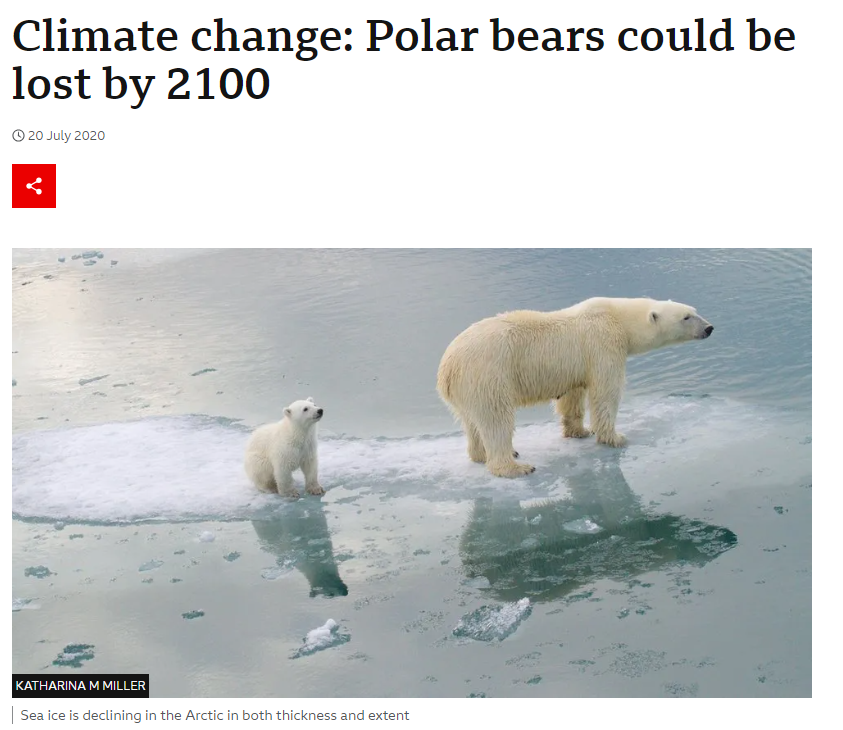 Climate change: Polar bears could be
lost by 2100
20 July 2020
KATHARINA M MILLER
Sea ice is declining in the Arctic in both thickness and extent